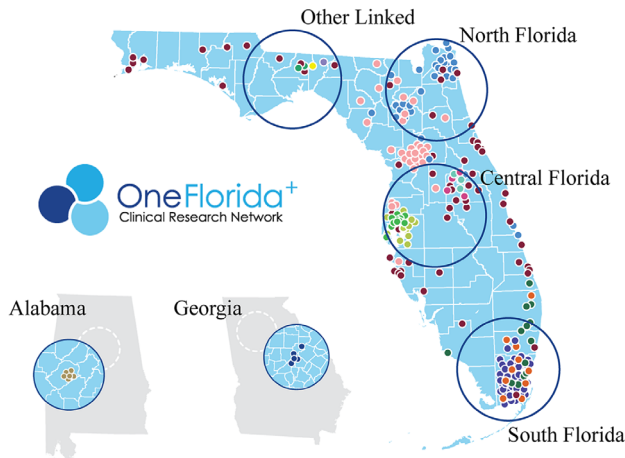 Other Linked
North Florida
OneFlorida+
Clinical Research Network
Central Florida
Alabama
Georgia
South Florida